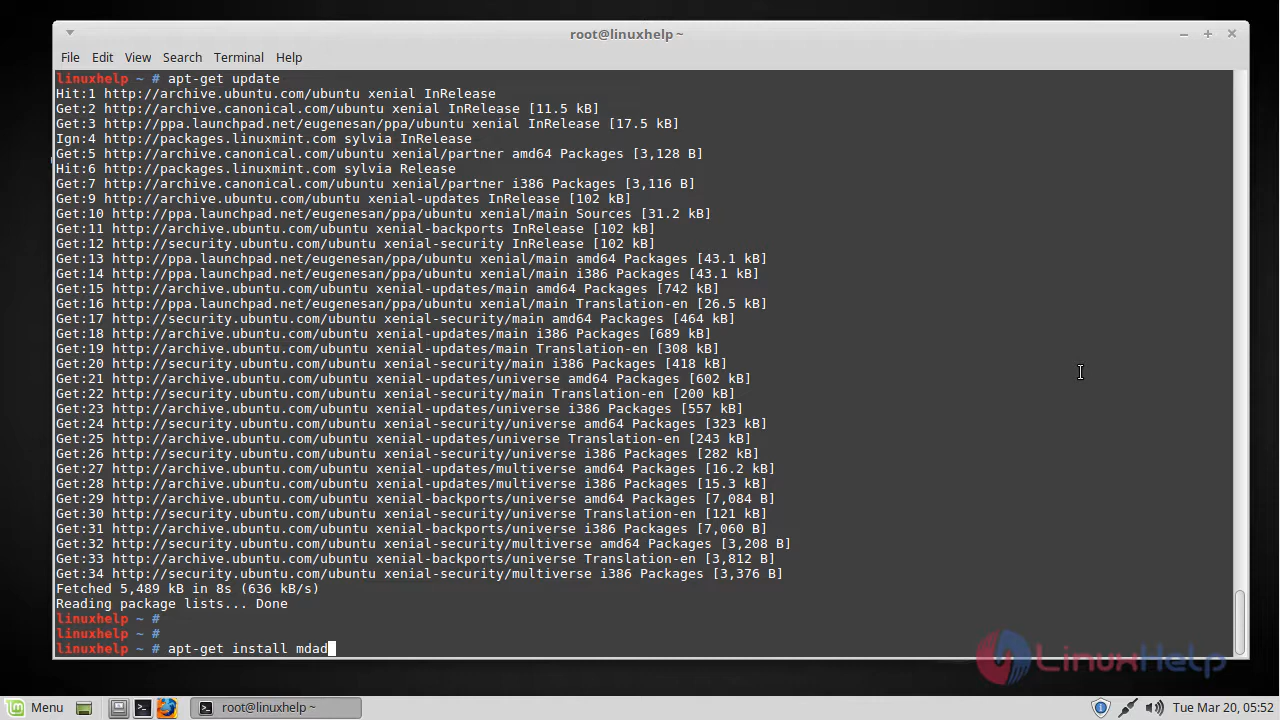 root@linuxhelp ~
File Edit View Search Terminal Help
linuxhelp ~ # apt-get update
Hit:1 http://archive.ubuntu.com/ubuntu xenial InRelease
Get:2 http://archive.canonical.com/ubuntu xenial InRelease [11.5 kB]
Get:3 http://ppa.launchpad.net/eugenesan/ppa/ubuntu xenial InRelease [17.5 kB]
Ign:4 http://packages.linuxmint.com sylvia InRelease
Get:5 http://archive.canonical.com/ubuntu xenial/partner amd64 Packages [3,128 B]
Hit:6 http://packages.linuxmint.com sylvia Release
Get:7 http://archive.canonical.com/ubuntu xenial/partner i386 Packages [3,116 B]
Get:9 http://archive.ubuntu.com/ubuntu xenial-updates InRelease [102 kB]
Get:10 http://ppa.launchpad.net/eugenesan/ppa/ubuntu xenial/main Sources [31.2 kB]
Get:11 http://archive.ubuntu.com/ubuntu xenial-backports InRelease [102 kB]
Get:12 http://security.ubuntu.com/ubuntu xenial-security InRelease [102 kB]
Get:13 http://ppa.launchpad.net/eugenesan/ppa/ubuntu xenial/main amd64 Packages [43.1 kB]
Get:14 http://ppa.launchpad.net/eugenesan/ppa/ubuntu xenial/main i386 Packages [43.1 kB]
Get:15 http://archive.ubuntu.com/ubuntu xenial-updates/main amd64 Packages [742 kB]
Get:16 http://ppa.launchpad.net/eugenesan/ppa/ubuntu xenial/main Translation-en [26.5 kB]
Get:17 http://security.ubuntu.com/ubuntu xenial-security/main amd64 Packages [464 kB]
Get:18 http://archive.ubuntu.com/ubuntu xenial-updates/main i386 Packages [689 kB]
Get:19 http://archive.ubuntu.com/ubuntu xenial-updates/main Translation-en [308 kB]
Get:20 http://security.ubuntu.com/ubuntu xenial-security/main i386 Packages [418 kB]
Get:21 http://archive.ubuntu.com/ubuntu xenial-updates/universe amd64 Packages [602 kB]
Get:22 http://security.ubuntu.com/ubuntu xenial-security/main Translation-en [200 kB]
Get:23 http://archive.ubuntu.com/ubuntu xenial-updates/universe i386 Packages [557 kB]
Get:24 http://security.ubuntu.com/ubuntu xenial-security/universe amd64 Packages [323 kB]
Get:25 http://archive.ubuntu.com/ubuntu xenial-updates/universe Translation-en [243 kB]
Get:26 http://security.ubuntu.com/ubuntu xenial-security/universe i386 Packages [282 kB]
Get:27 http://archive.ubuntu.com/ubuntu xenial-updates/multiverse amd64 Packages [16.2 kB]
Get:28 http://archive.ubuntu.com/ubuntu xenial-updates/multiverse i386 Packages [15.3 kB]
Get:29 http://archive.ubuntu.com/ubuntu xenial-backports/universe amd64 Packages [7,084 B]
Get:30 http://security.ubuntu.com/ubuntu xenial-security/universe Translation-en [121 kB]
Get:31 http://archive.ubuntu.com/ubuntu xenial-backports/universe i386 Packages [7,060 B]
Get:32 http://security.ubuntu.com/ubuntu xenial-security/multiverse amd64 Packages [3,208 B]
Get:33 http://archive.ubuntu.com/ubuntu xenial-backports/universe Translation-en [3,812 B]
Get:34 http://security.ubuntu.com/ubuntu xenial-security/multiverse i386 Packages [3,376 B]
Fetched 5,489 kB in 8s (636 kB/s)
Reading package lists... Done
linuxhelp ~ #
linuxhelp ~ #
linuxhelp ~ # apt-get install mdad
LinuxHelp
Menu root@linuxhelp ~ Tue Mar 20, 05:52